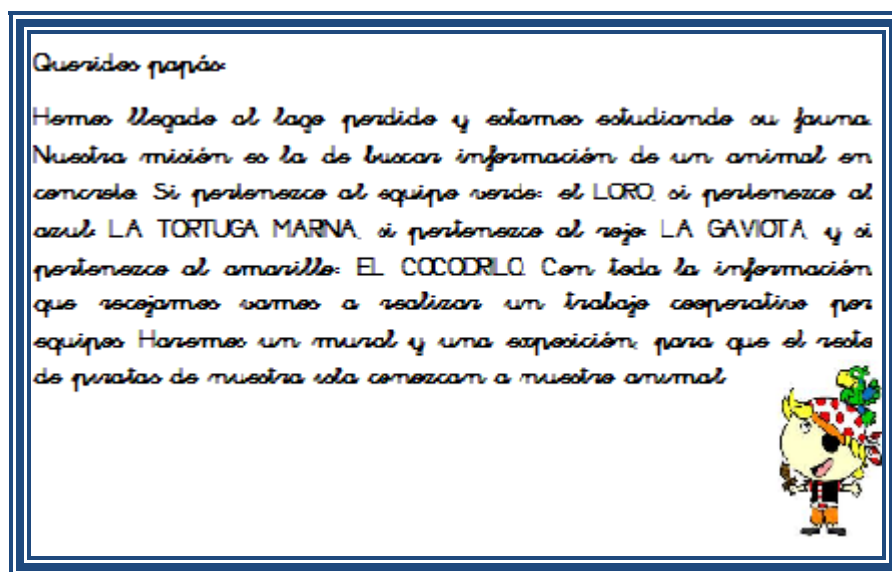 Queridos papás:
Hemos llegado al lago perdido y estamos estudiando su fauna.
Nuestra misión es la de buscar información de un animal en
concreto. Si pertenezco al equipo verde: el LORO, si pertenezco al
azul: LA TORTUGA MARINA, si pertenezco al rojo: LA GAVIOTA, y si
pertenezco al amarillo: EL COCODRILO. Con toda la información
que recojamos vamos a realizar un trabajo cooperativo por
equipos. Haremos un mural y una exposición, para que el resto
de piratas de nuestra isla conozcan a nuestro animal.